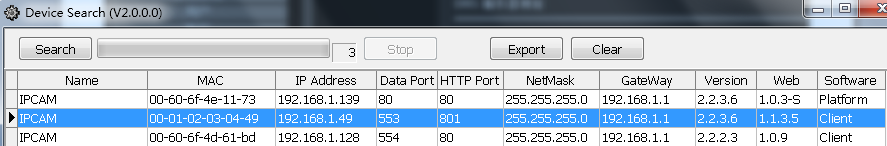 Device Search (V2.0.0.0)
Search 3 Stop Export Clear
Name MAC IP Address Data Port HTTP Port NetMask GateWay Version Web Software
IPCAM 00-60-6f-4e-11-73 192.168.1.139 80 80 255.255.255.0 192.168.1.1 2.2.3.6 1.0.3-S Platform
IPCAM 00-01-02-03-04-49 192.168.1.49 553 801 255.255.255.0 192.168.1.1 2.2.3.6 1.1.3.5 Client
IPCAM 00-60-6f-4d-61-bd 192.168.1.128 554 80 255.255.255.0 192.168.1.1 2.2.2.3 1.0.9 Client